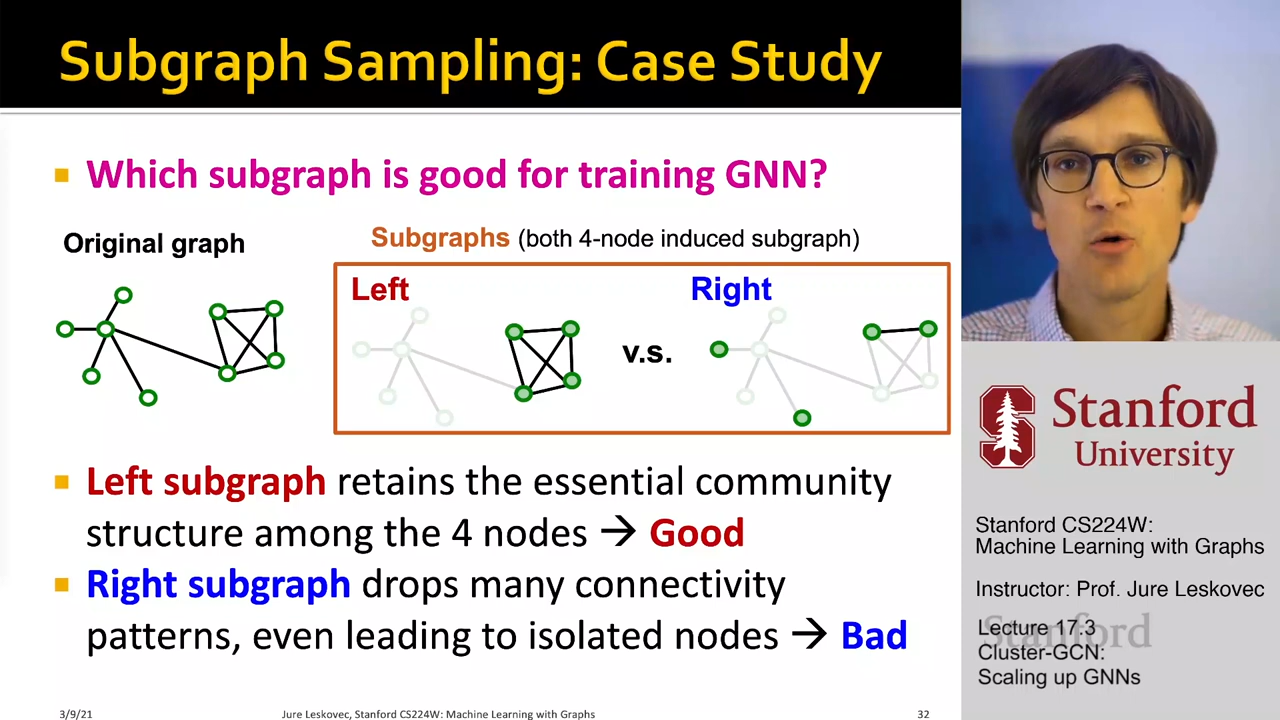 Subgraph Sampling: Case Study
Which subgraph is good for training GNN?
Original graph
Subgraphs (both 4-node induced subgraph)
Left
Right
v.s.
Left subgraph retains the essential community
structure among the 4 nodes → Good
Right subgraph drops many connectivity
patterns, even leading to isolated nodes → Bad
3/9/21
Jure Leskovec, Stanford CS224W: Machine Learning with Graphs
32
Stanford
University
Stanford CS224W:
Machine Learning with Graphs
Instructor: Prof. Jure Leskovec
Stanford
Lecture 17.3
Cluster-GCN:
Scaling up GNNs